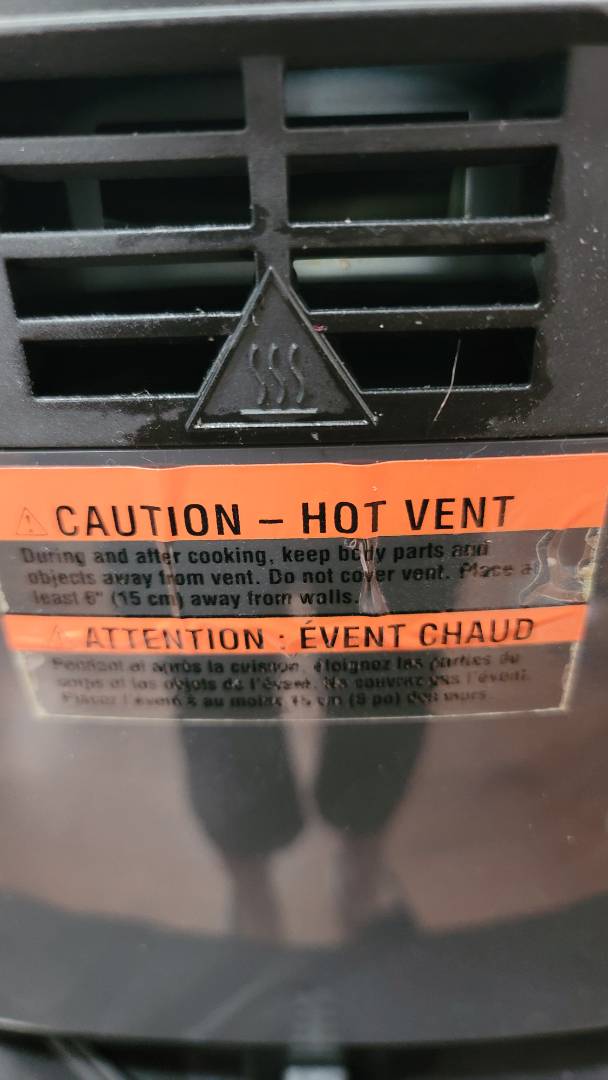 CAUTION – HOT VENT
During and after cooking, keep body parts and
objects away from vent. Do not cover vent. Place at
least 6" (15 cm) away from walls.
ATTENTION : ÉVENT CHAUD
Pendant et après la cuisson, éloignez les parties du
corps et les objets de l'évent. Ne couvrez pas l'évent.
Placez l'évent à au moins 15 cm (6 po) des murs.